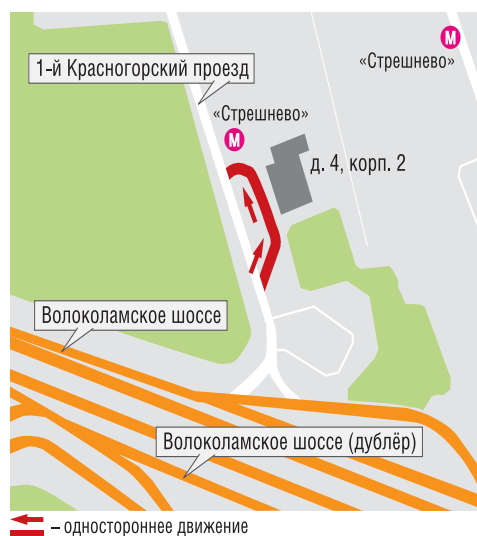 М
«Стрешнево»
1-й Красногорский проезд
«Стрешнево»
М
д. 4, корп. 2
Волоколамское шоссе
Волоколамское шоссе (дублёр)
– одностороннее движение